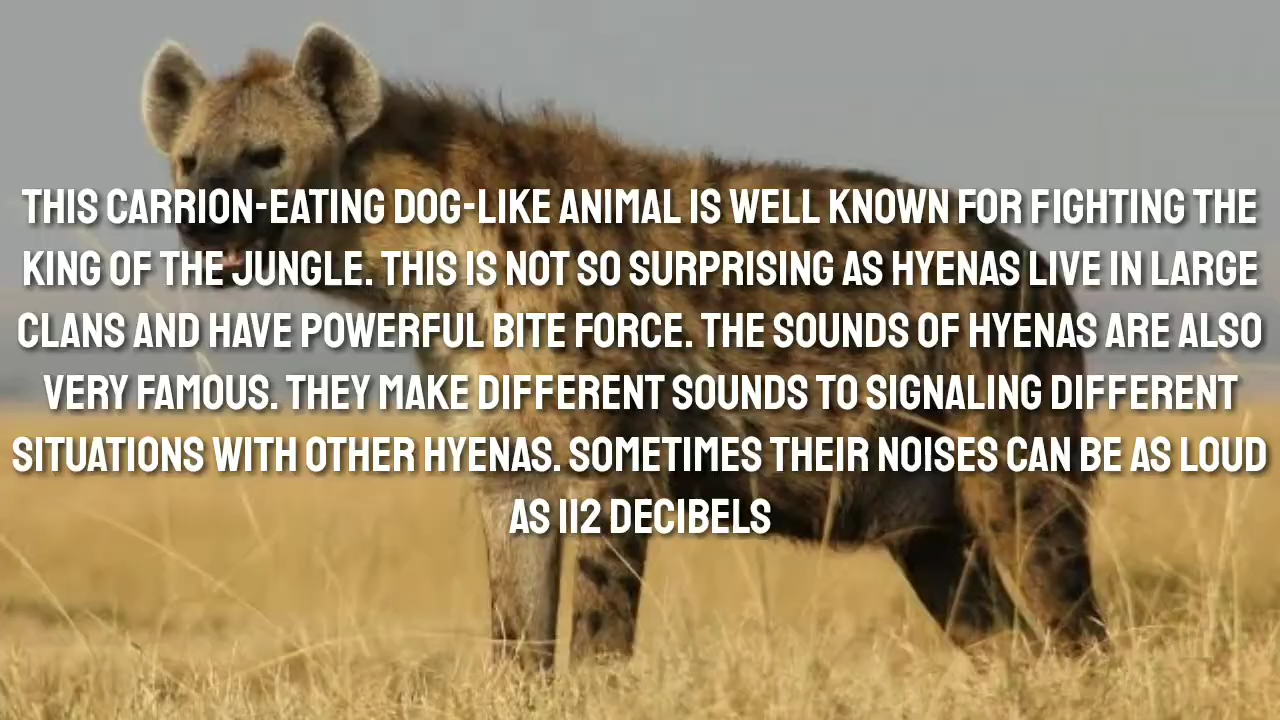 THIS CARRION-EATING DOG-LIKE ANIMAL IS WELL KNOWN FOR FIGHTING THE
KING OF THE JUNGLE. THIS IS NOT SO SURPRISING AS HYENAS LIVE IN LARGE
CLANS AND HAVE POWERFUL BITE FORCE. THE SOUNDS OF HYENAS ARE ALSO
VERY FAMOUS. THEY MAKE DIFFERENT SOUNDS TO SIGNALING DIFFERENT
SITUATIONS WITH OTHER HYENAS. SOMETIMES THEIR NOISES CAN BE AS LOUD
AS 112 DECIBELS